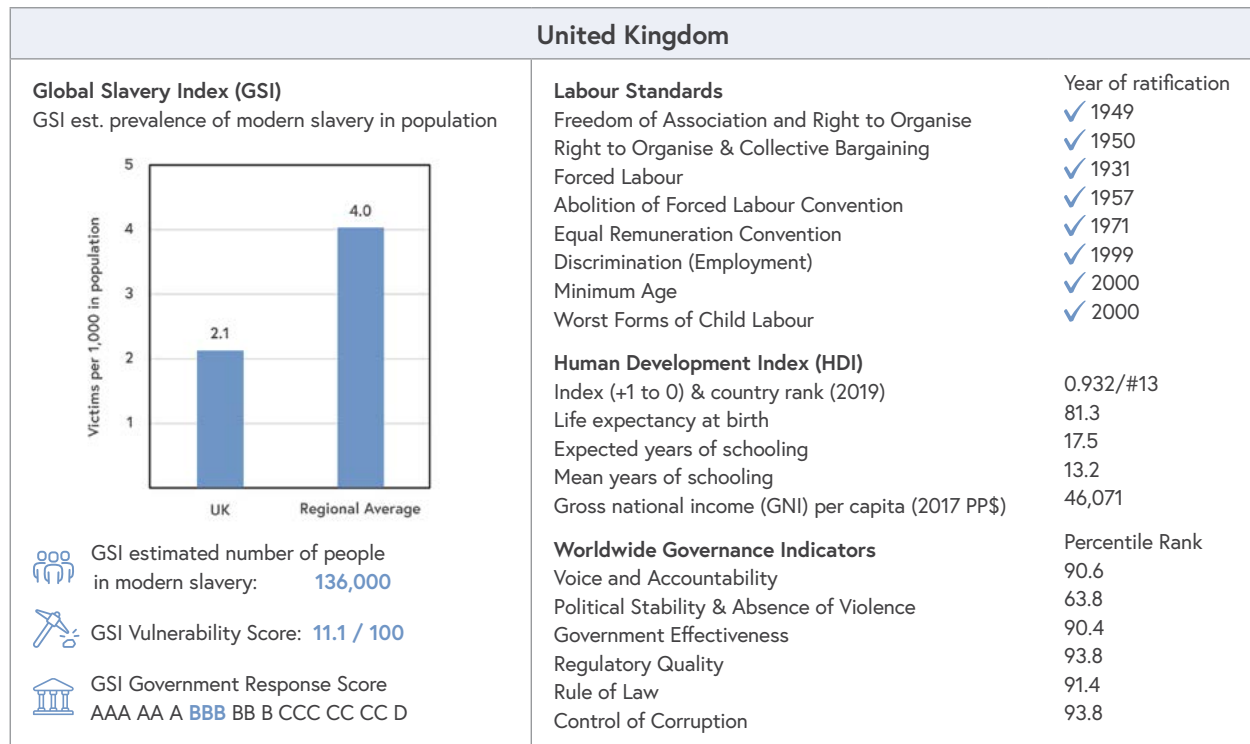 United Kingdom
Global Slavery Index (GSI)
GSI est. prevalence of modern slavery in population
5
4
3
2
1
Victims per 1,000 in population
2.1
4.0
UK
Regional Average
GSI estimated number of people
in modern slavery: 136,000
GSI Vulnerability Score: 11.1 / 100
GSI Government Response Score
AAA AA A BBB BB B CCC CC CC D
Labour Standards Year of ratification
Freedom of Association and Right to Organise ✓ 1949
Right to Organise & Collective Bargaining ✓ 1950
Forced Labour ✓ 1931
Abolition of Forced Labour Convention ✓ 1957
Equal Remuneration Convention ✓ 1971
Discrimination (Employment) ✓ 1999
Minimum Age ✓ 2000
Worst Forms of Child Labour ✓ 2000
Human Development Index (HDI)
Index (+1 to 0) & country rank (2019) 0.932/#13
Life expectancy at birth 81.3
Expected years of schooling 17.5
Mean years of schooling 13.2
Gross national income (GNI) per capita (2017 PP$) 46,071
Worldwide Governance Indicators Percentile Rank
Voice and Accountability 90.6
Political Stability & Absence of Violence 63.8
Government Effectiveness 90.4
Regulatory Quality 93.8
Rule of Law 91.4
Control of Corruption 93.8